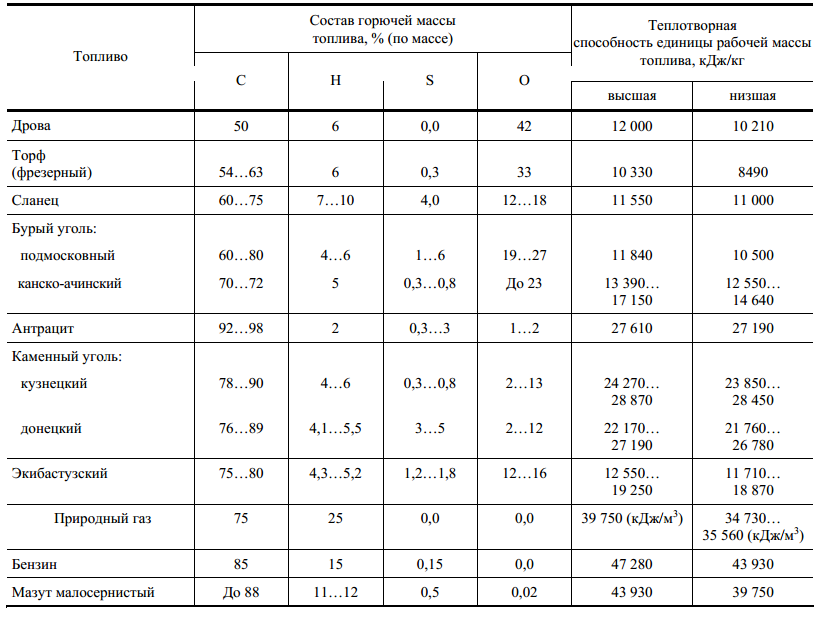 Топливо
Состав горючей массы
топлива, % (по массе)
Теплотворная
способность единицы рабочей массы
топлива, кДж/кг
C H S O
высшая низшая
Дрова 50 6 0,0 42 12 000 10 210
Торф
(фрезерный) 54…63 6 0,3 33 10 330 8490
Сланец 60…75 7…10 4,0 12…18 11 550 11 000
Бурый уголь:
подмосковный 60…80 4…6 1…6 19…27 11 840 10 500
канско-ачинский 70…72 5 0,3…0,8 До 23 13 390… 12 550…
17 150 14 640
Антрацит 92…98 2 0,3…3 1…2 27 610 27 190
Каменный уголь:
кузнецкий 78…90 4…6 0,3…0,8 2…13 24 270… 23 850…
28 870 28 450
донецкий 76…89 4,1…5,5 3…5 2…12 22 170… 21 760…
27 190 26 780
Экибастузский 75…80 4,3…5,2 1,2…1,8 12…16 12 550… 11 710…
19 250 18 870
Природный газ 75 25 0,0 0,0 39 750 (кДж/м³) 34 730…
35 560 (кДж/м³)
Бензин 85 15 0,15 0,0 47 280 43 930
Мазут малосернистый До 88 11…12 0,5 0,02 43 930 39 750